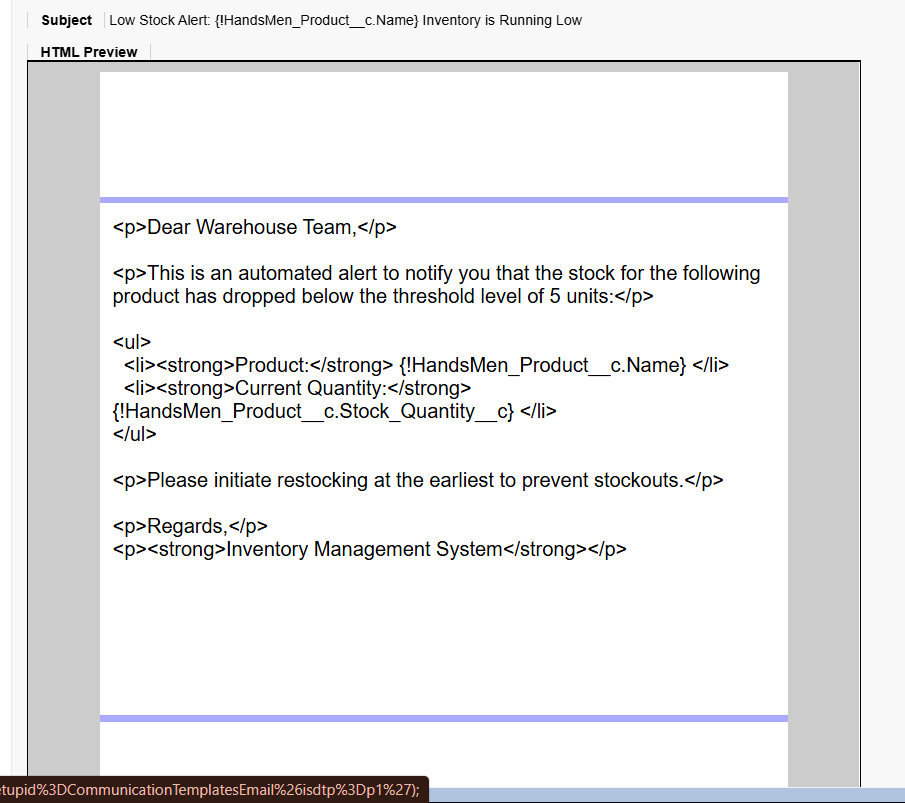 Subject Low Stock Alert: {!HandsMen_Product__c.Name} Inventory is Running Low
HTML Preview
<p>Dear Warehouse Team,</p>
<p>This is an automated alert to notify you that the stock for the following
product has dropped below the threshold level of 5 units:</p>
<ul>
<li><strong>Product:</strong> {!HandsMen_Product__c.Name} </li>
<li><strong>Current Quantity:</strong>
{!HandsMen_Product__c.Stock_Quantity__c} </li>
</ul>
<p>Please initiate restocking at the earliest to prevent stockouts.</p>
<p>Regards,</p>
<p><strong>Inventory Management System</strong></p>
etupid%3DCommunicationTemplatesEmail%26isdtp%3Dp1%27);